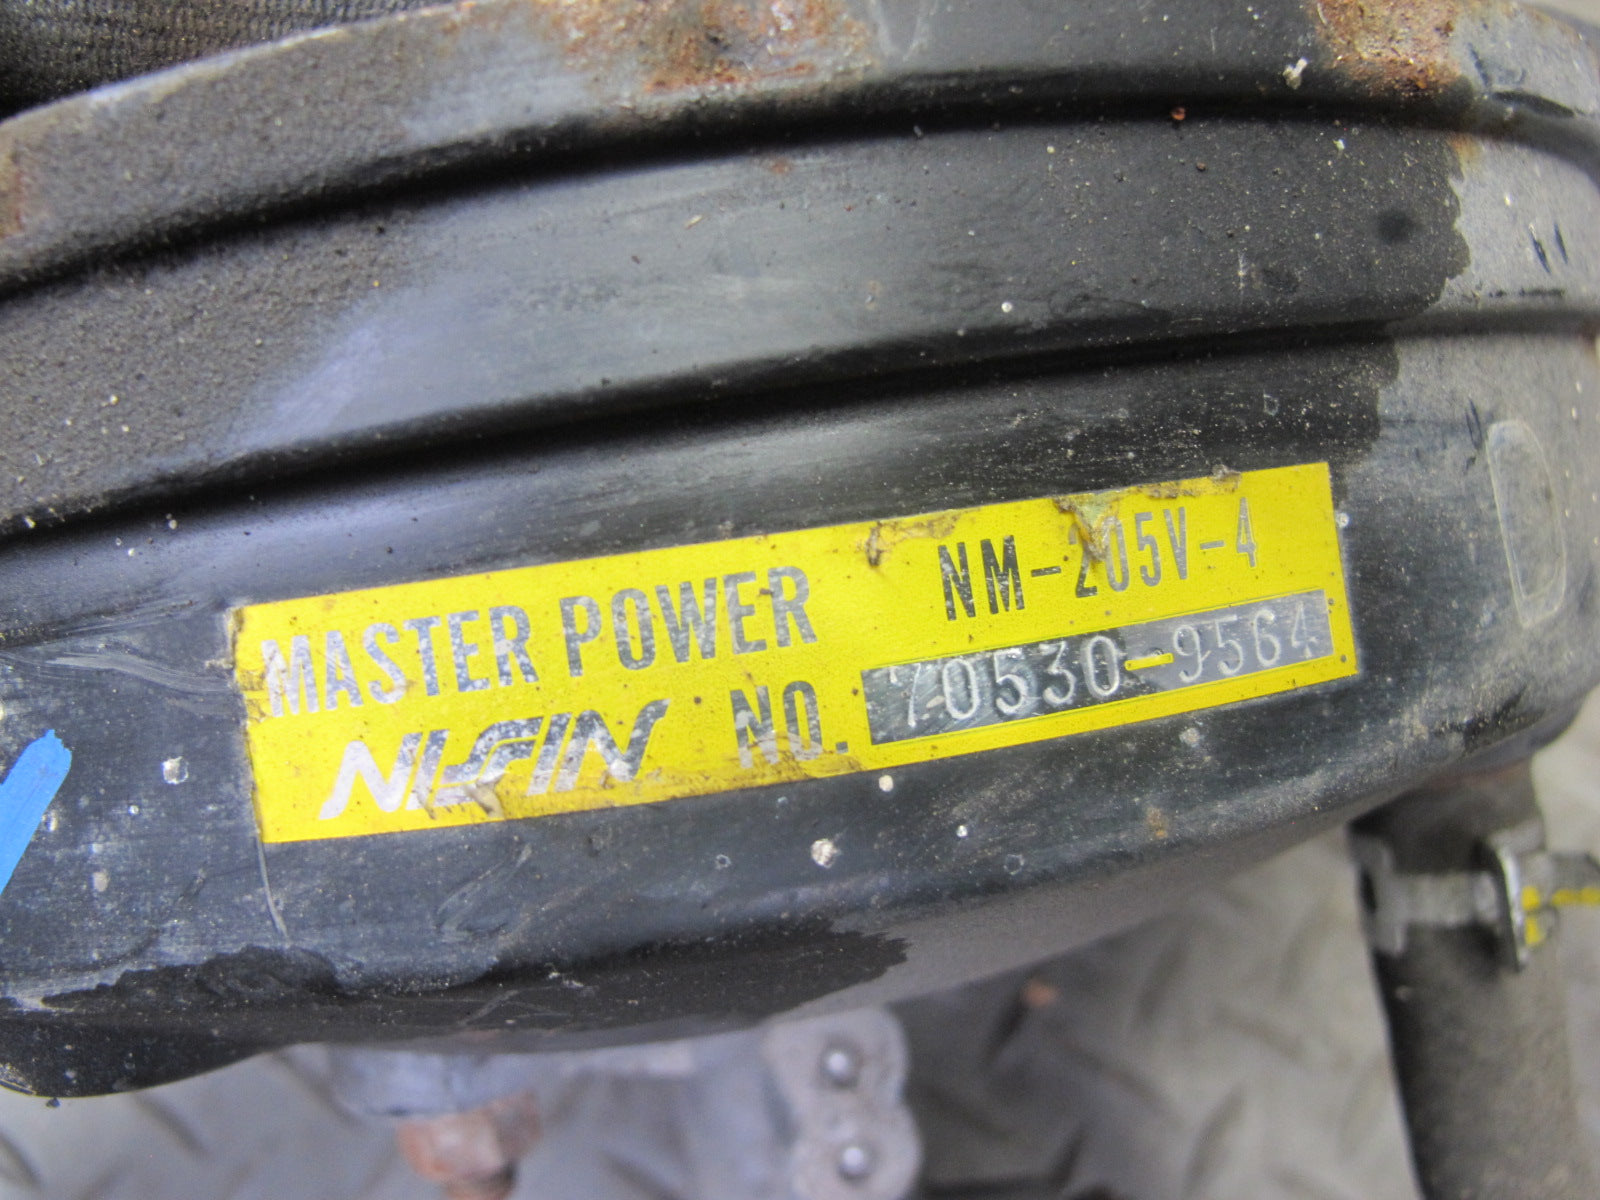 MASTER POWER NM-205V-4
NISSIN NO. 70530-9564